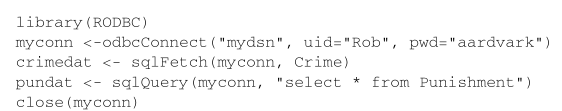 library(RODBC)
myconn <-odbcConnect("mydsn", uid="Rob", pwd="aardvark")
crimedat <- sqlFetch(myconn, Crime)
pundat <- sqlQuery(myconn, "select * from Punishment")
close(myconn)